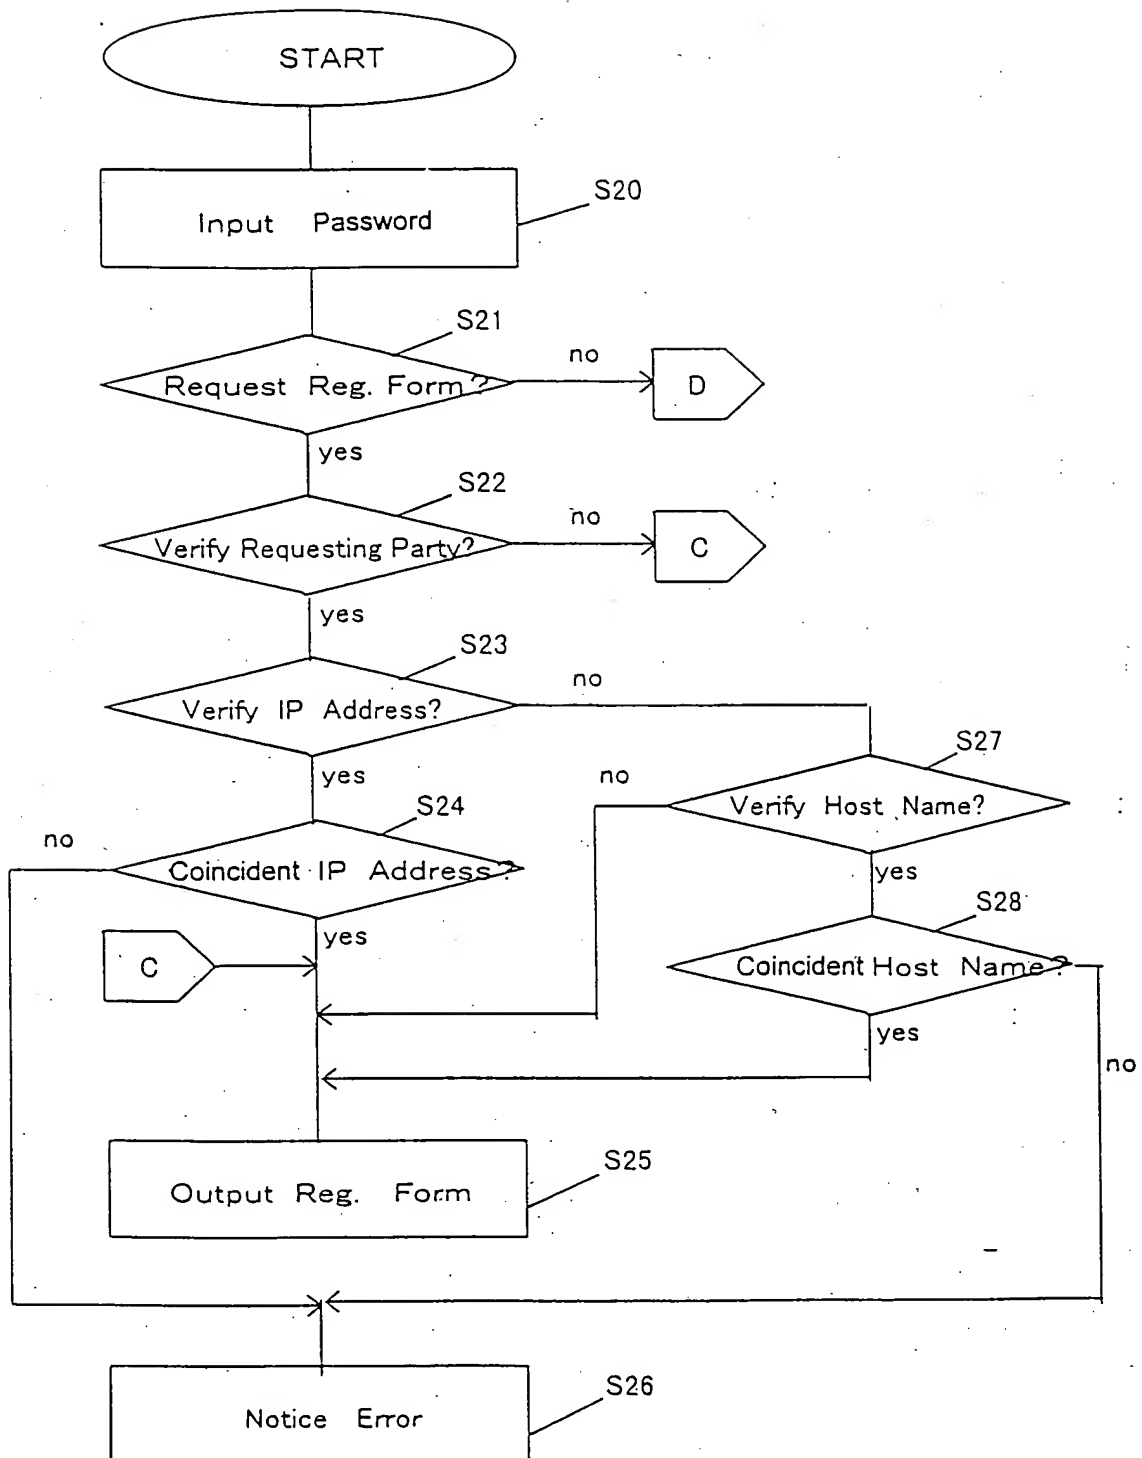 START
Input Password
S20
S21
Request Reg. Form?
no
D
yes
S22
Verify Requesting Party?
no
C
yes
S23
Verify IP Address?
no
yes
S27
Verify Host Name?
no
S24
no
Coincident IP Address?
yes
yes
S28
C
Coincident Host Name?
yes
no
S25
Output Reg. Form
S26
Notice Error